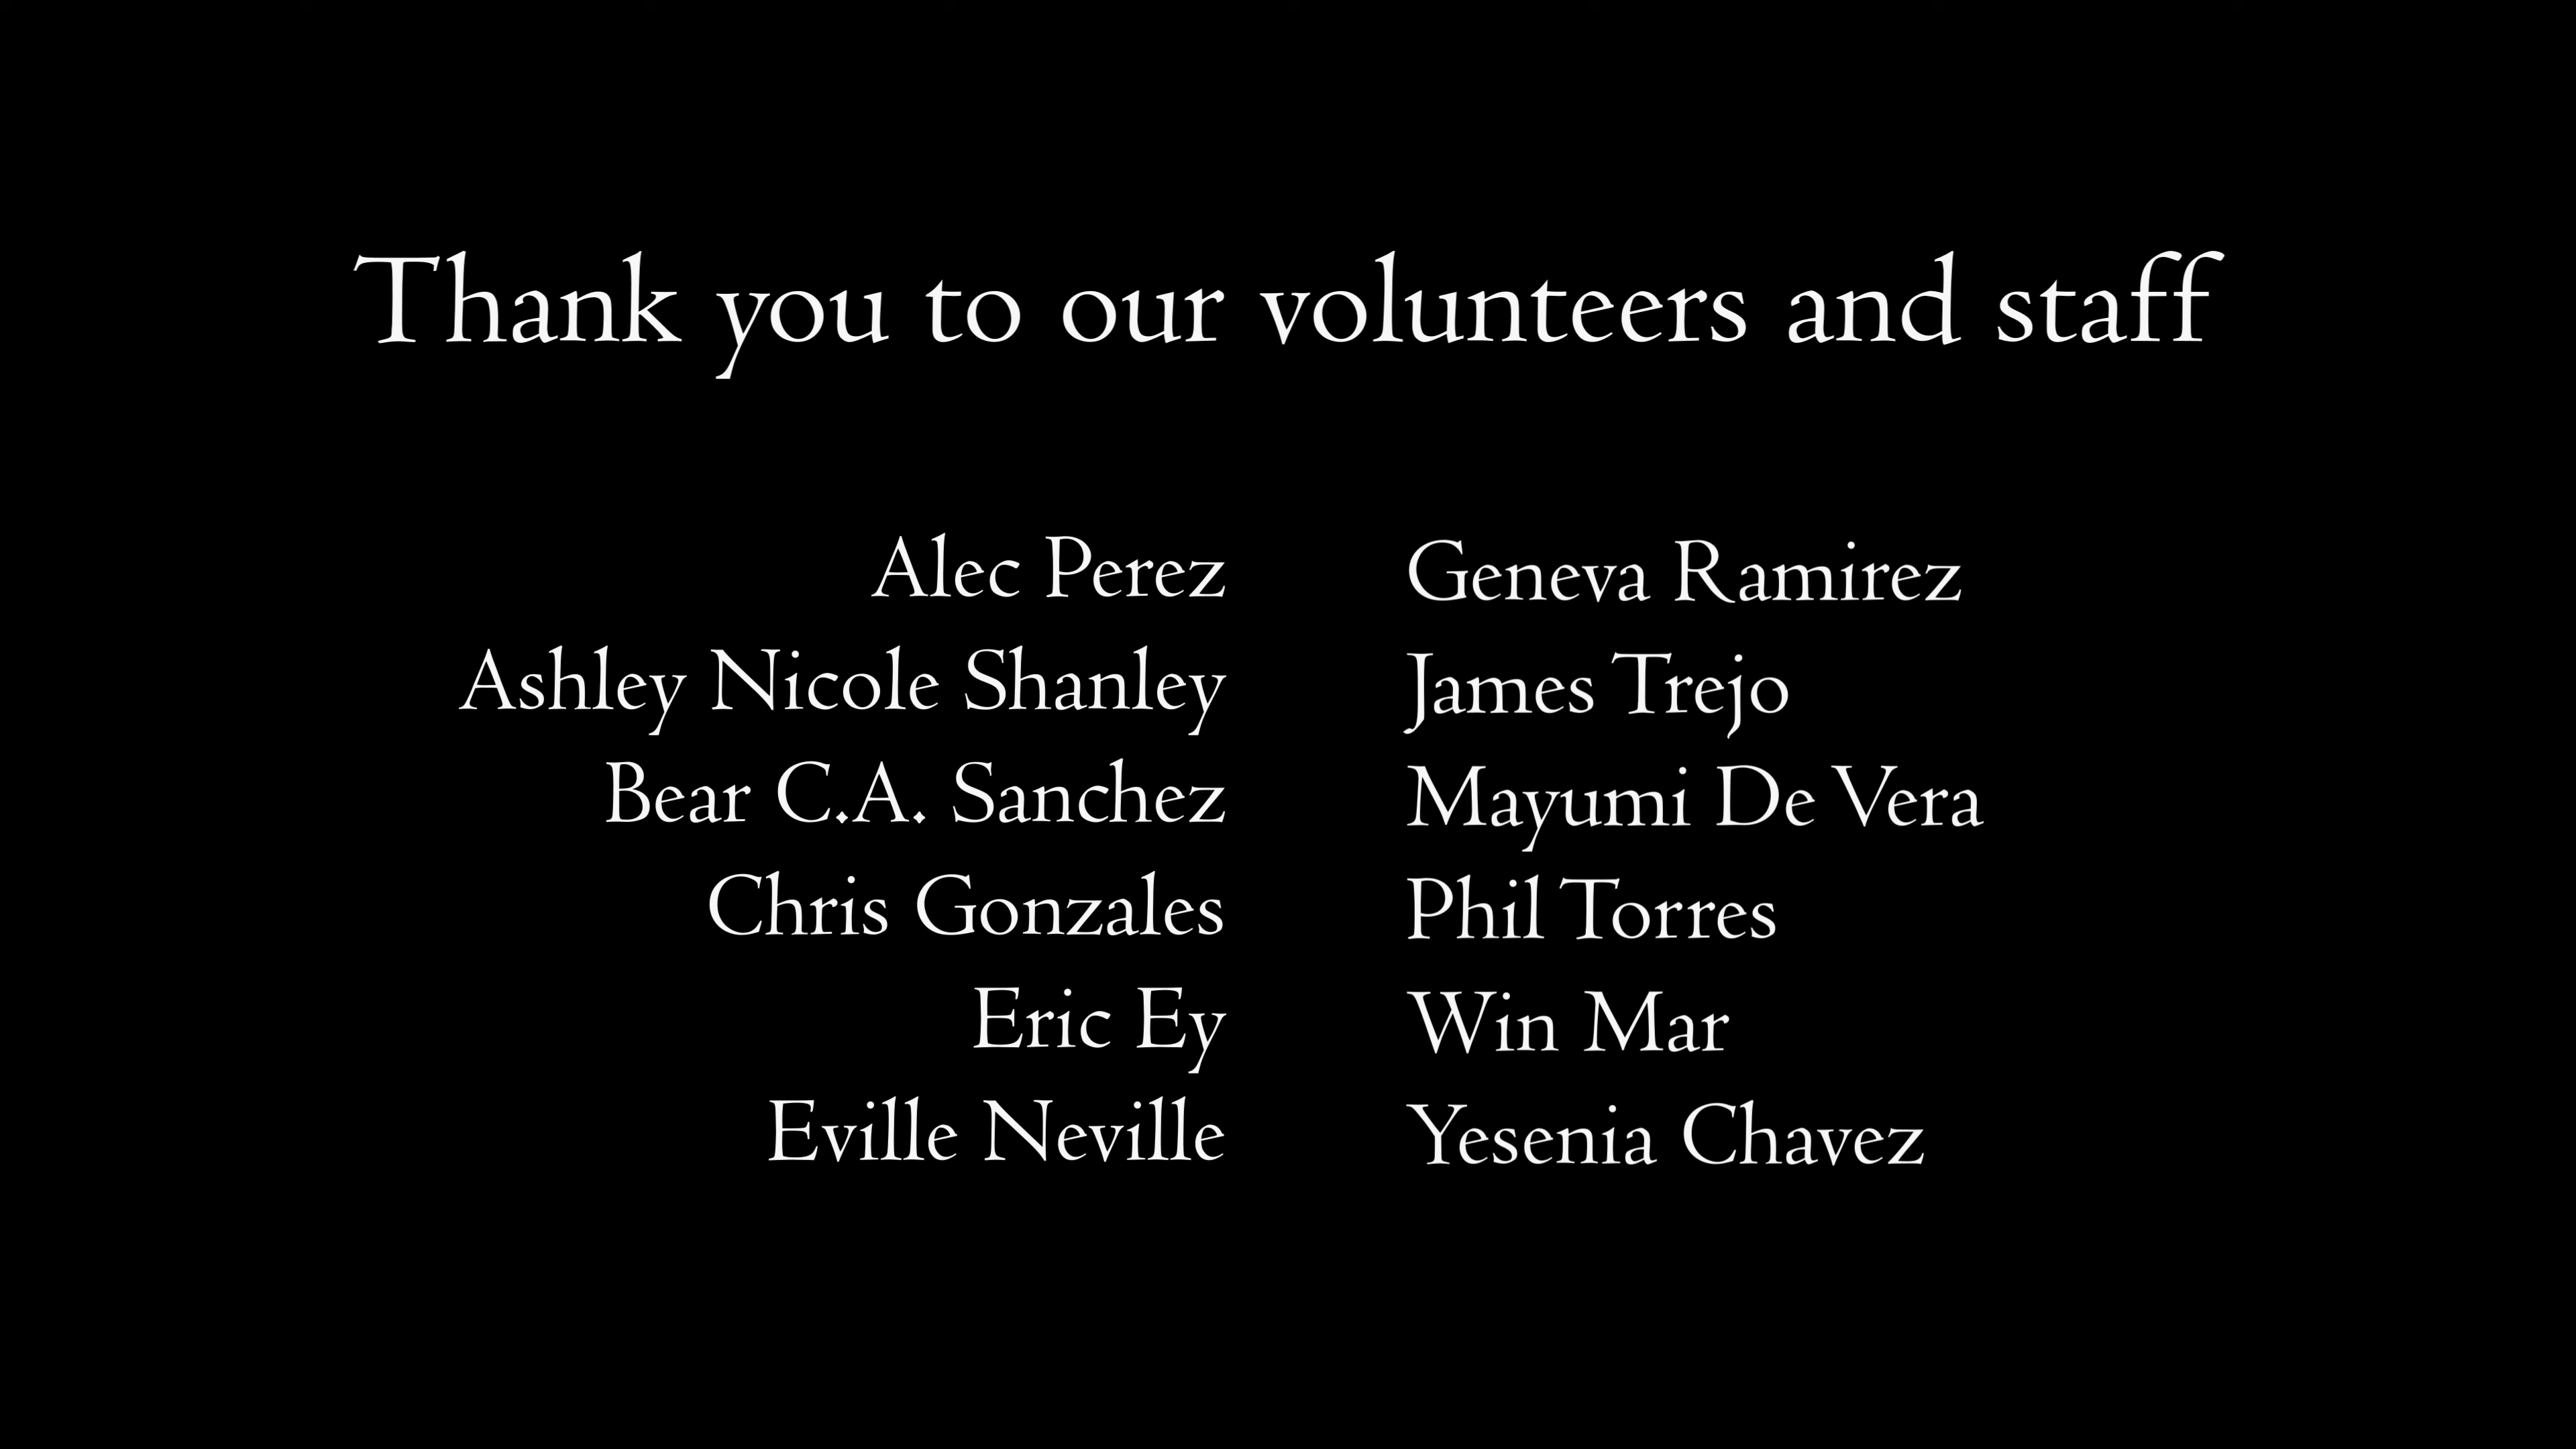 Thank you to our volunteers and staff
Alec Perez
Ashley Nicole Shanley
Bear C.A. Sanchez
Chris Gonzales
Eric Ey
Eville Neville
Geneva Ramirez
James Trejo
Mayumi De Vera
Phil Torres
Win Mar
Yesenia Chavez